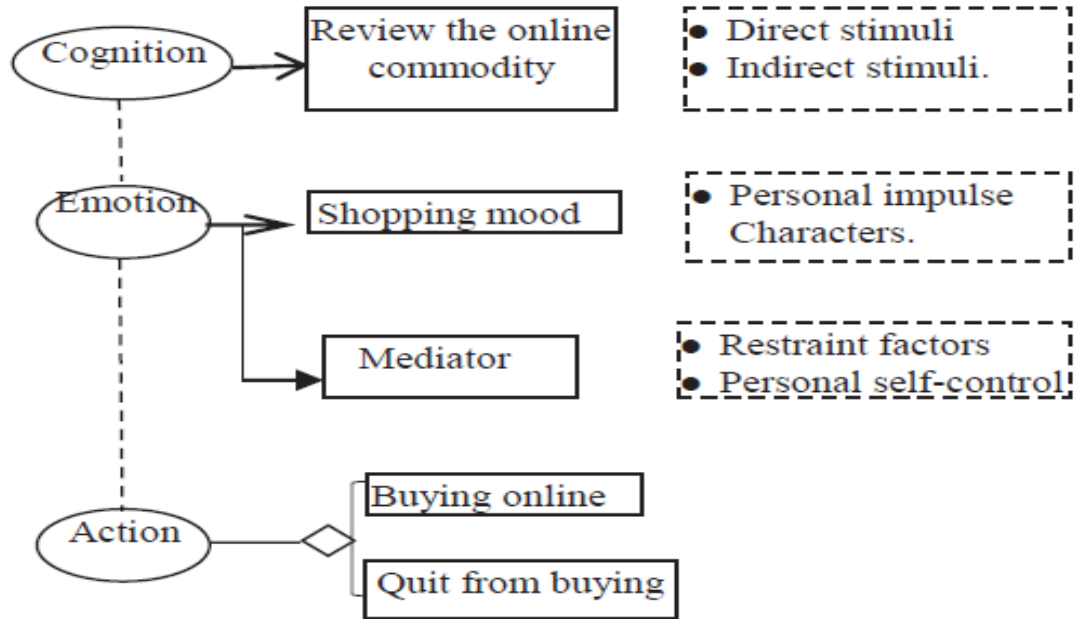 Cognition
Review the online
commodity
● Direct stimuli
● Indirect stimuli.
Emotion
Shopping mood
● Personal impulse
Characters.
Mediator
● Restraint factors
● Personal self-control
Action
Buying online
Quit from buying